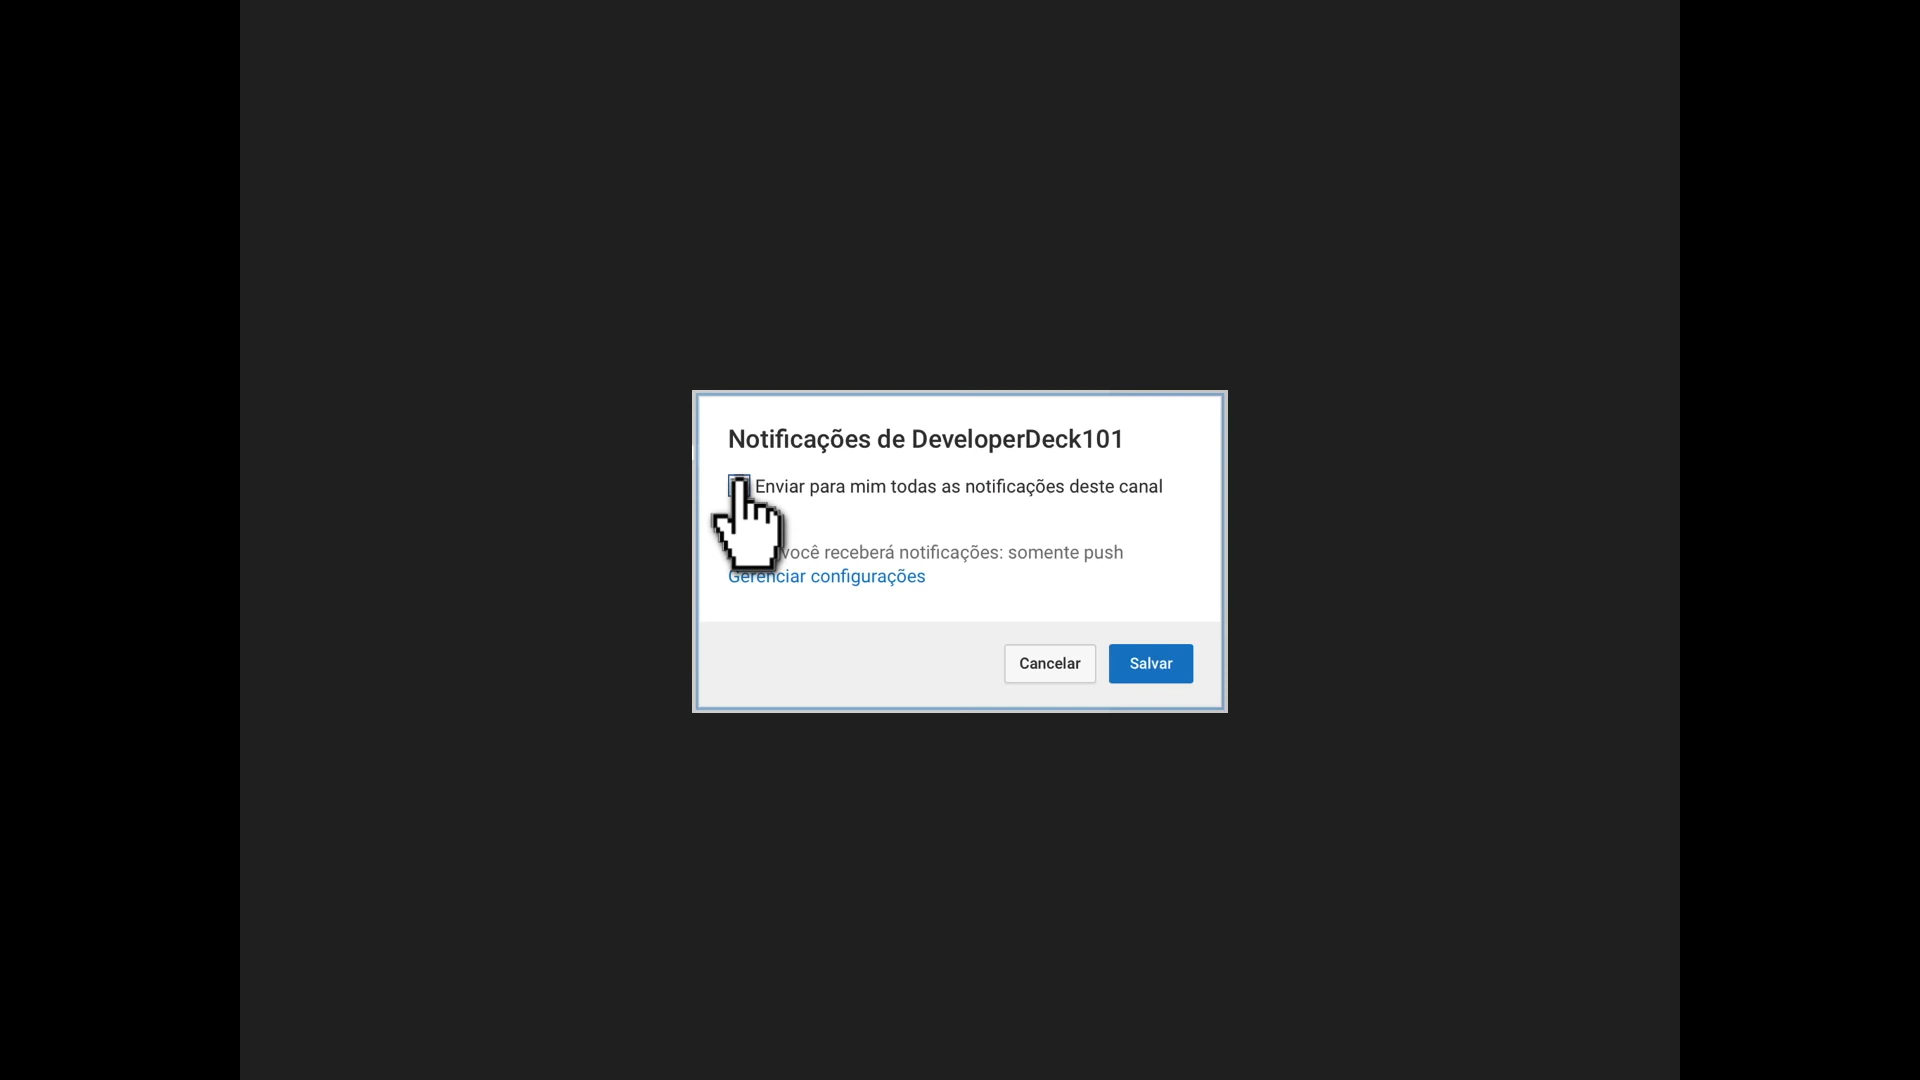 Notificações de DeveloperDeck101
Enviar para mim todas as notificações deste canal
você receberá notificações: somente push
Gerenciar configurações
Cancelar
Salvar